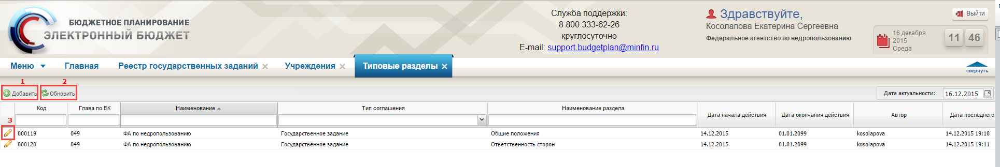 БЮДЖЕТНОЕ ПЛАНИРОВАНИЕ
ЭЛЕКТРОННЫЙ БЮДЖЕТ
Служба поддержки:
8 800 333-62-26
круглосуточно
E-mail: support.budgetplan@minfin.ru
Здравствуйте,
Косолапова Екатерина Сергеевна
Федеральное агентство по недропользованию
Выйти
16 декабря
2015
Среда
11 46
Меню Главная Реестр государственных заданий Учреждения Типовые разделы
свернуть
1 2
Добавить Обновить Дата актуальности: 16.12.2015
Код Глава по БК Наименование Тип соглашения Наименование раздела Дата начала действия Дата окончания действия Автор Дата последнего
3
000119 049 ФА по недропользованию Государственное задание Общие положения 14.12.2015 01.01.2099 kosolapova 14.12.2015 19:10
000120 049 ФА по недропользованию Государственное задание Ответственность сторон 14.12.2015 01.01.2099 kosolapova 14.12.2015 19:11